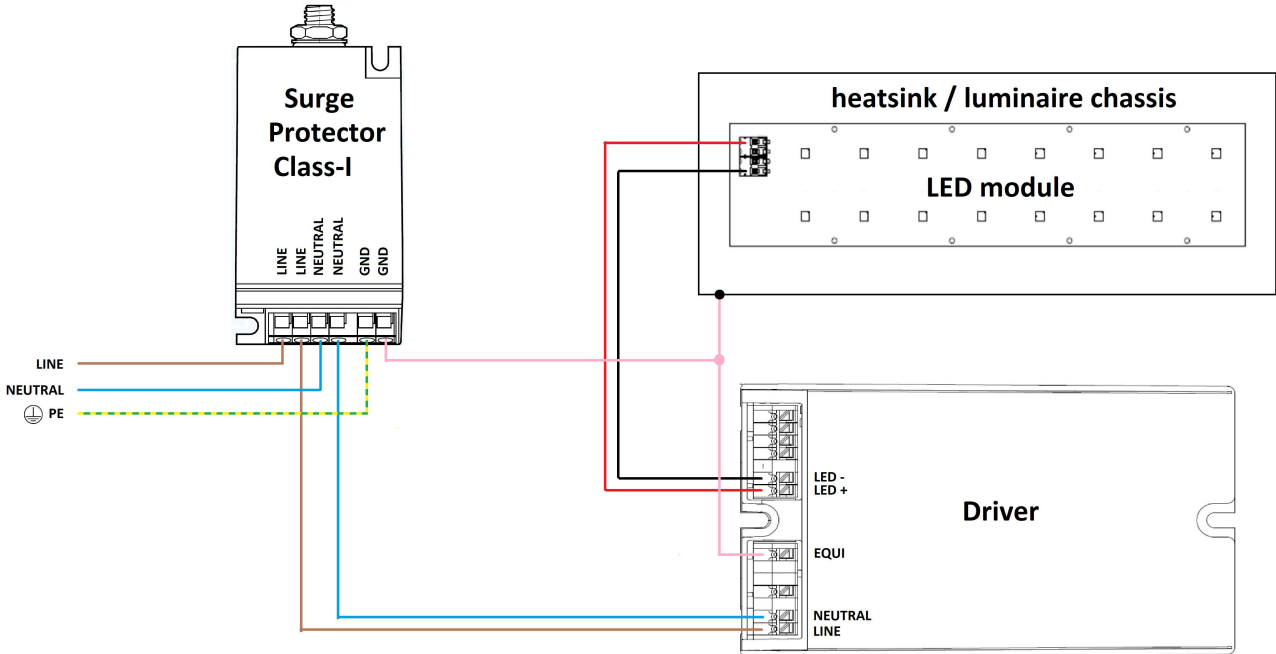 Surge
Protector
Class-I
LINE
LINE
NEUTRAL
NEUTRAL
GND
GND
LINE
NEUTRAL
PE
heatsink / luminaire chassis
LED module
LED -
LED +
Driver
EQUI
NEUTRAL
LINE